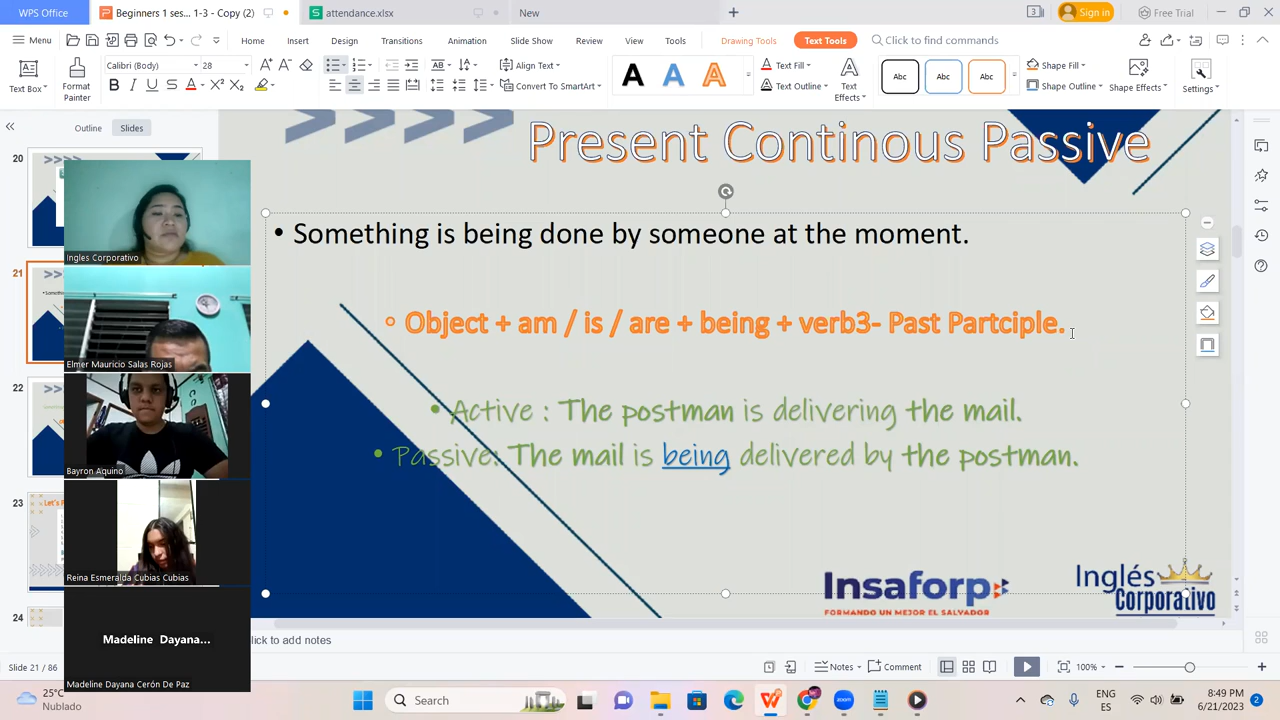 WPS Office
8 ses ... 1-3 - Copy (2)
attendance.xlsx
New
Sign in
Free Trial
Menu
Home
Insert
Design
Transitions
Animation
Slide Show
Review
View
Tools
Drawing Tools
Text Tools
Click to find commands
Text Box
Format Painter
Calibri (Body)
28
Align Text
Convert To SmartArt
Text Fill
Text Outline
Text Effects
Abc
Abc
Abc
Shape Fill
Shape Outline
Shape Effects
Settings
Outline
Slides
20
21
22
23
24
Present Continous Passive
• Something is being done by someone at the moment.
Object + am / is / are + being + verb3- Past Partciple.
• Active : The postman is delivering the mail.
• Passive: The mail is being delivered by the postman.
Insaforp
FORMANDO UN MEJOR EL SALVADOR
Inglés
Corporativo
Ingles Corporativo
Elmer Mauricio Salas Rojas
Bayron Aquino
Reina Esmeralda Cubias Cubias
Madeline Dayana...
Madeline Dayana Cerón De Paz
lick to add notes
Slide 21 / 86
Notes
Comment
100%
25°C
Nublado
Search
ENG
ES
8:49 PM
6/21/2023
2